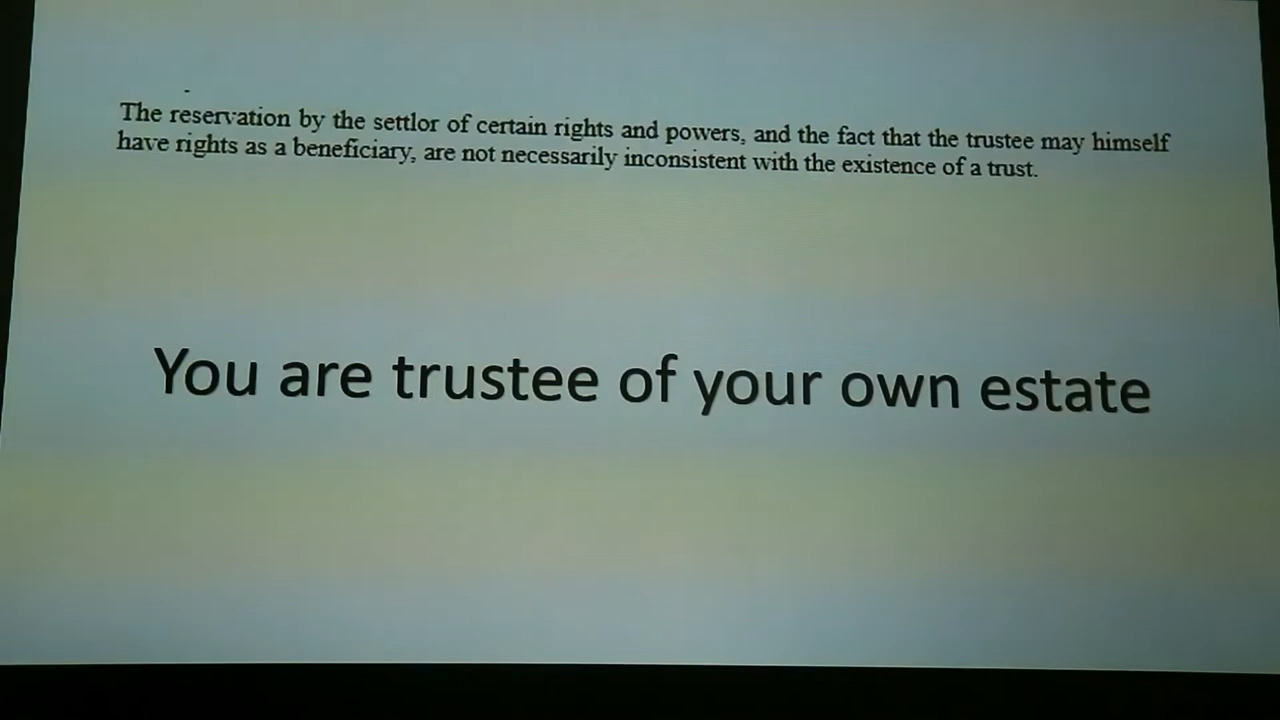 The reservation by the settlor of certain rights and powers, and the fact that the trustee may himself
have rights as a beneficiary, are not necessarily inconsistent with the existence of a trust.
You are trustee of your own estate